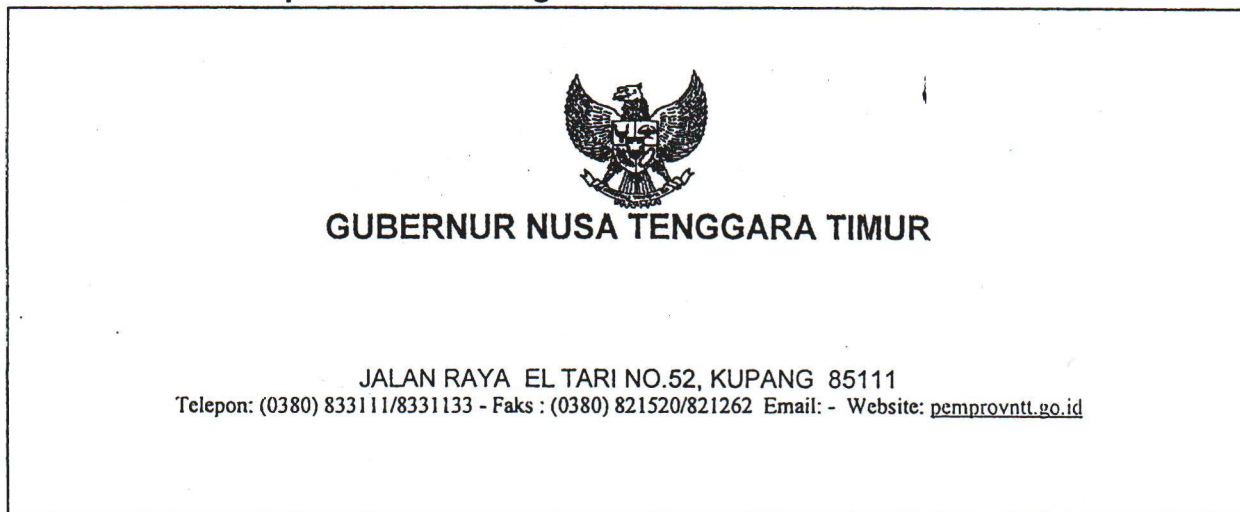 GUBERNUR NUSA TENGGARA TIMUR
JALAN RAYA EL TARI NO.52, KUPANG 85111
Telepon: (0380) 833111/8331133 - Faks : (0380) 821520/821262 Email: - Website: pemprovntt.go.id